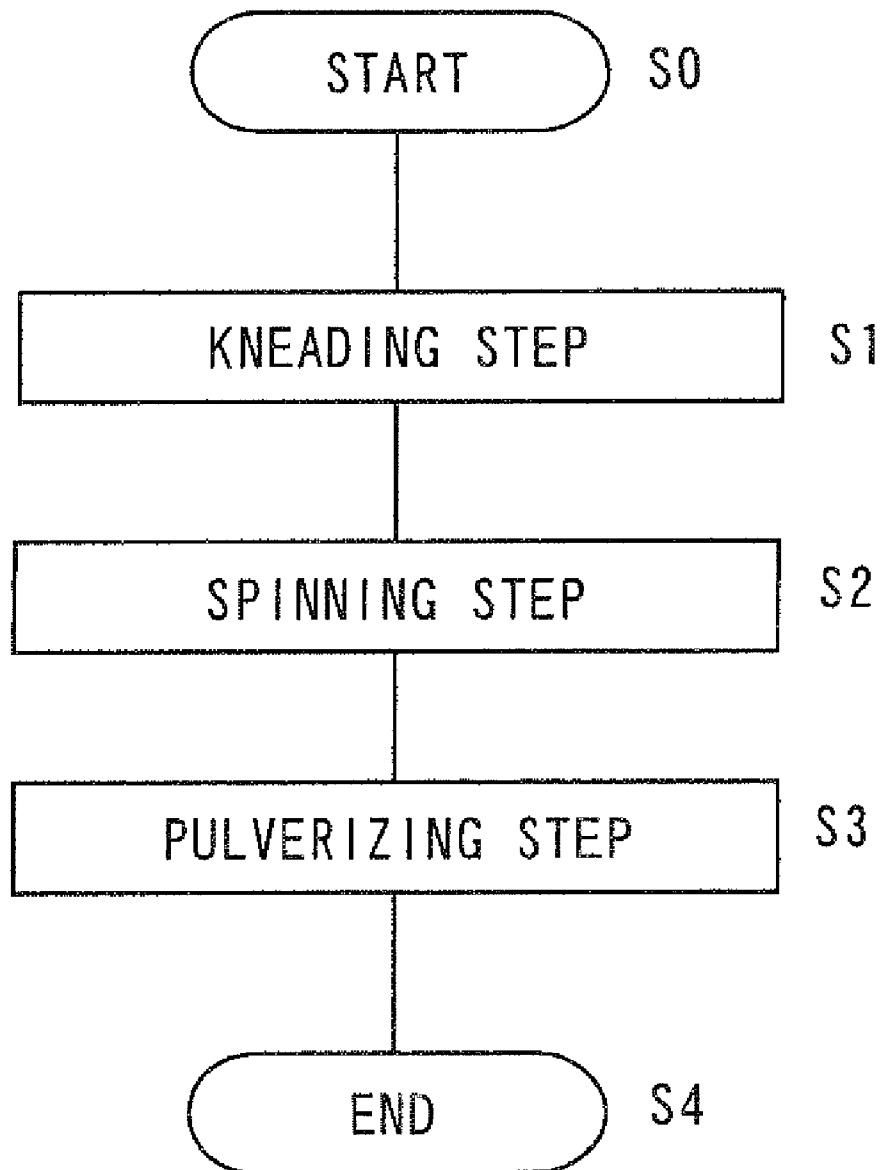 START S0
KNEADING STEP S1
SPINNING STEP S2
PULVERIZING STEP S3
END S4